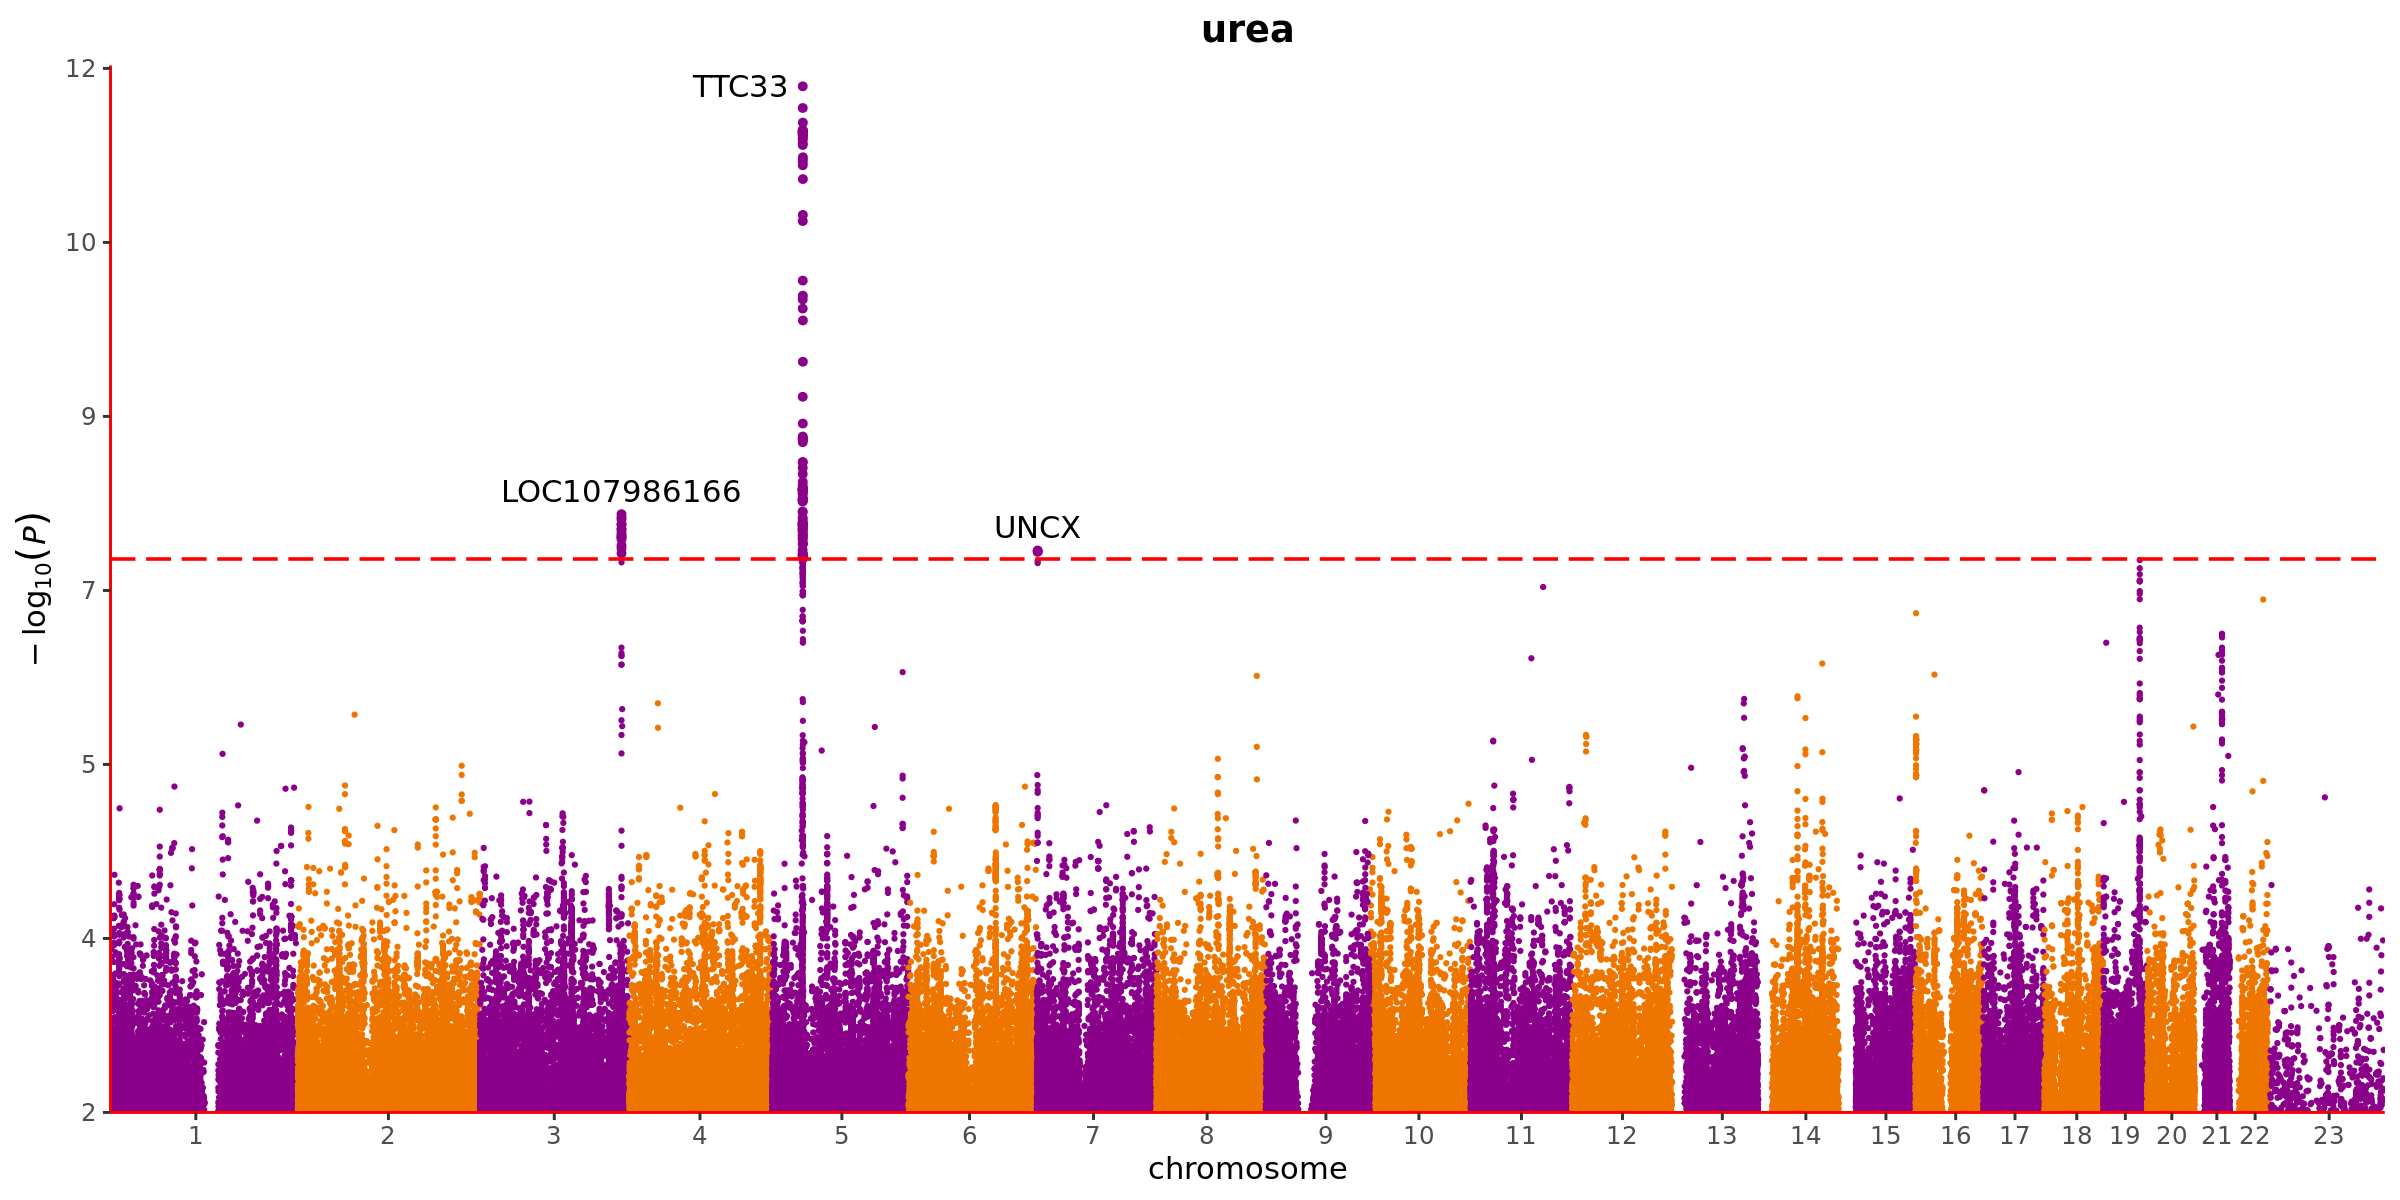 urea
12
TTC33
10
9
LOC107986166
UNCX
7
5
4
2
− log10(P)
1 2 3 4 5 6 7 8 9 10 11 12 13 14 15 16 17 18 19 20 21 22 23
chromosome